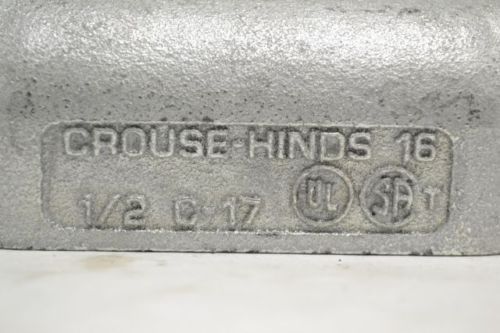 CROUSE-HINDS 16
1/2 C-17 UL SA T